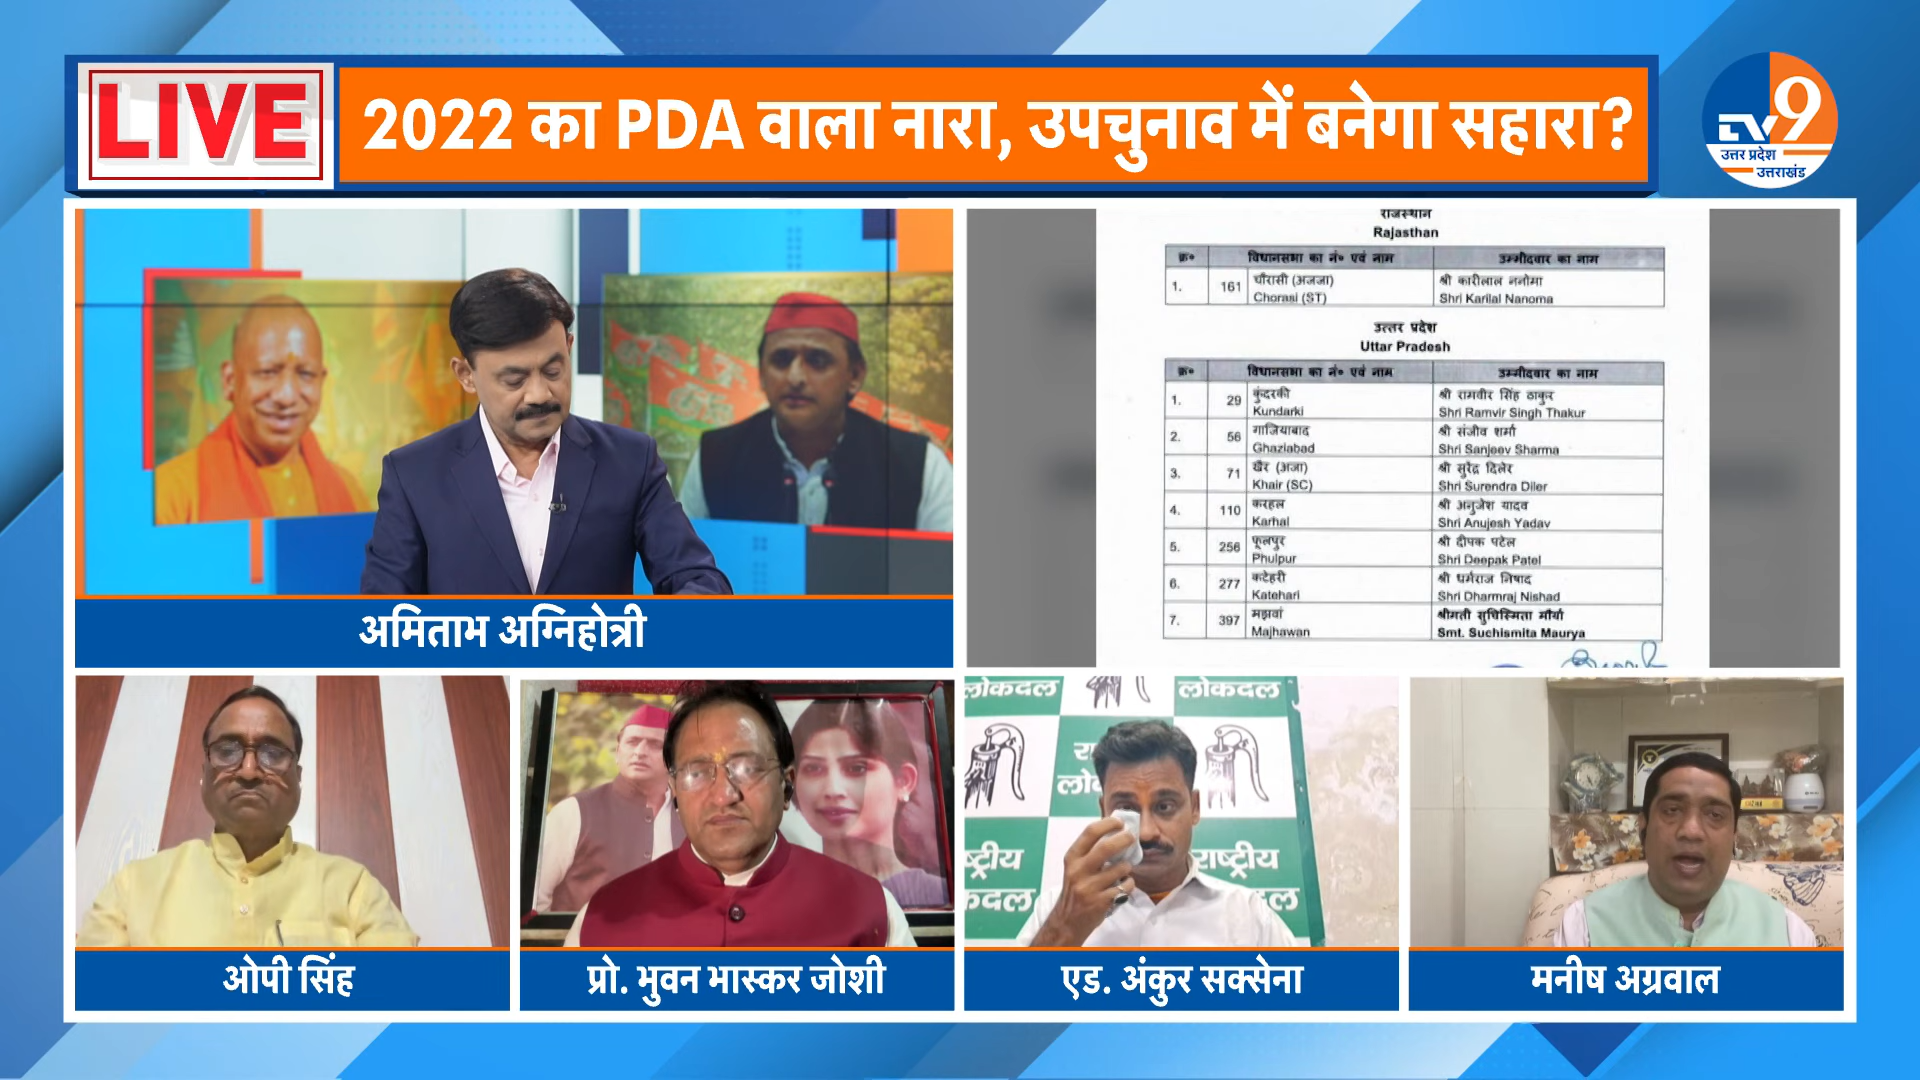 LIVE
2022 का PDA वाला नारा, उपचुनाव में बनेगा सहारा?
TV9
उत्तर प्रदेश
उत्तराखंड
राजस्थान
Rajasthan
क्र० विधानसभा का नं० एवं नाम उम्मीदवार का नाम
1. 161 चौरासी (अजजा) श्री कारीलाल ननोमा
Chorasi (ST) Shri Karilal Nanoma
उत्तर प्रदेश
Uttar Pradesh
क्र० विधानसभा का नं० एवं नाम उम्मीदवार का नाम
1. 29 कुंदरकी श्री रामवीर सिंह ठाकुर
Kundarki Shri Ramvir Singh Thakur
2. 56 गाजियाबाद श्री संजीव शर्मा
Ghaziabad Shri Sanjeev Sharma
3. 71 खैर (अजा) श्री सुरेंद्र दिलेर
Khair (SC) Shri Surendra Diler
4. 110 करहल श्री अनुजेश यादव
Karhal Shri Anujesh Yadav
5. 256 फूलपुर श्री दीपक पटेल
Phulpur Shri Deepak Patel
6. 277 कटेहरी श्री धर्मराज निषाद
Katehari Shri Dharmraj Nishad
7. 397 मझवां श्रीमती सुचिस्मिता मौर्या
Majhawan Smt. Suchismita Maurya
अमिताभ अग्निहोत्री
लोकदल लोकदल
राष्ट्रीय
ओपी सिंह
प्रो. भुवन भास्कर जोशी
एड. अंकुर सक्सेना
मनीष अग्रवाल